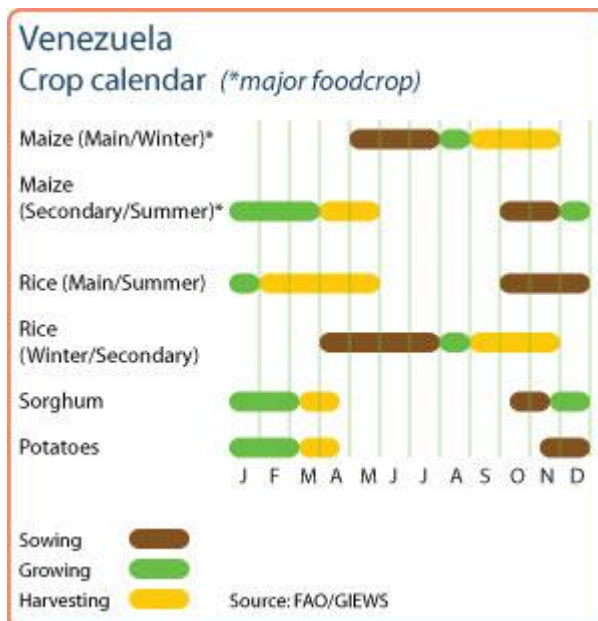 Venezuela
Crop calendar (*major foodcrop)
Maize (Main/Winter)*
Maize
(Secondary/Summer)*
Rice (Main/Summer)
Rice
(Winter/Secondary)
Sorghum
Potatoes
J F M A M J J A S O N D
Sowing
Growing
Harvesting
Source: FAO/GIEWS